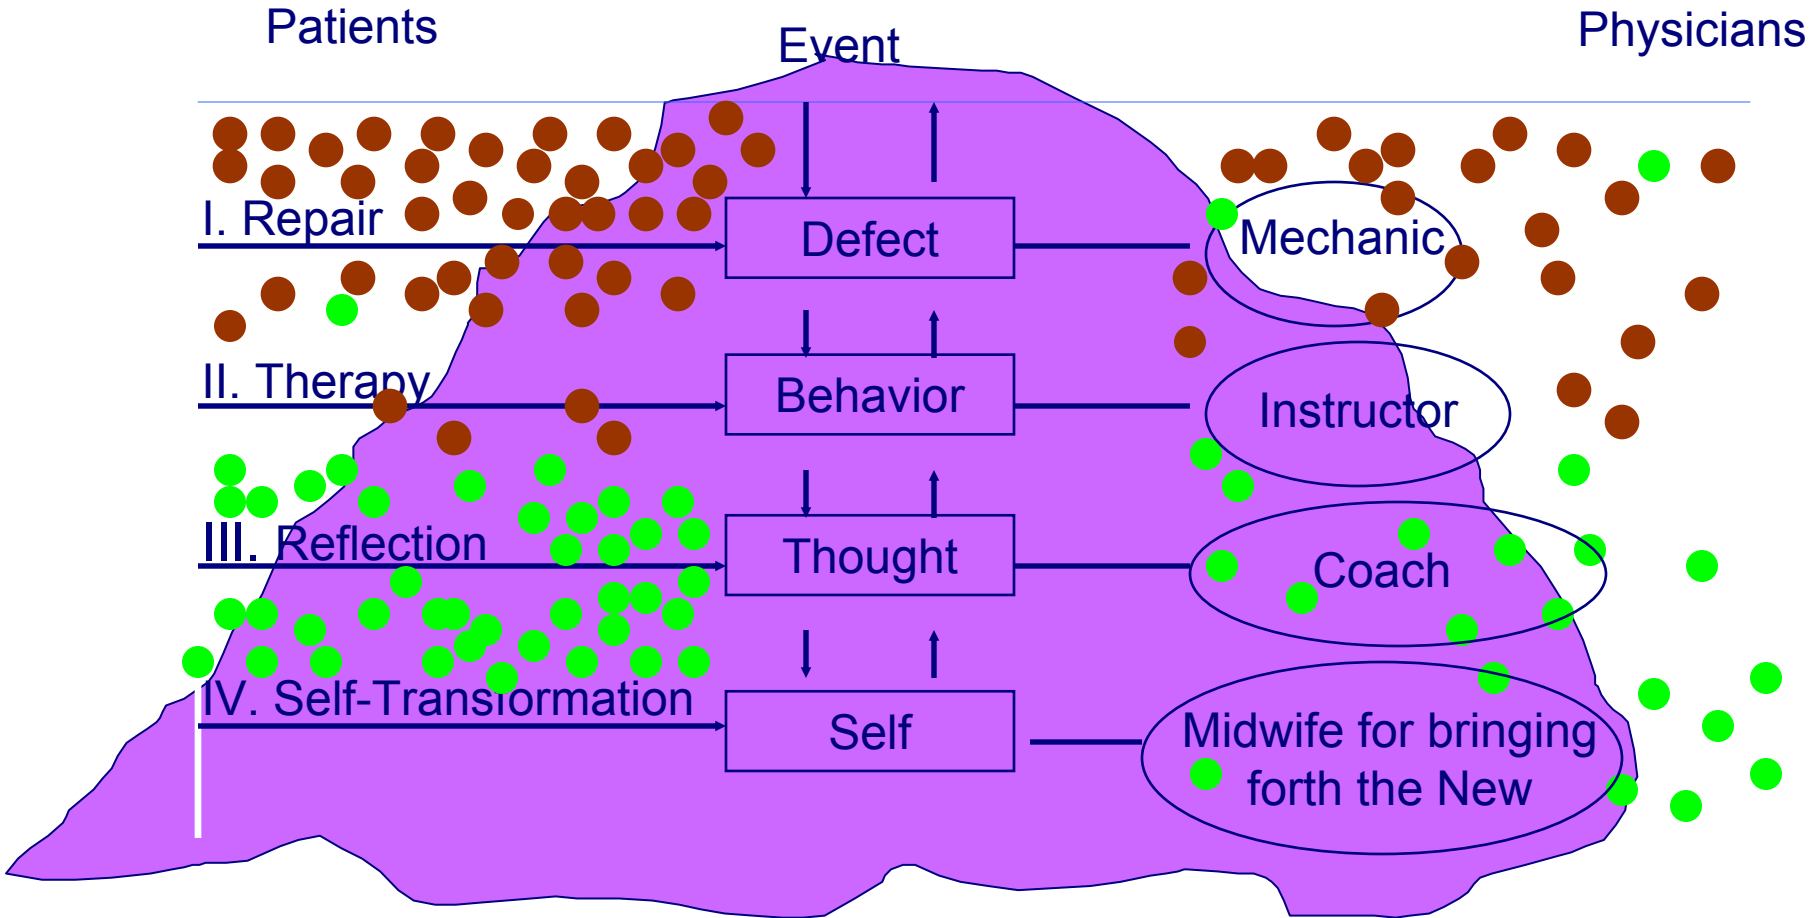 Patients
Event
Physicians
I. Repair
Defect
Mechanic
II. Therapy
Behavior
Instructor
III. Reflection
Thought
Coach
IV. Self-Transformation
Self
Midwife for bringing
forth the New